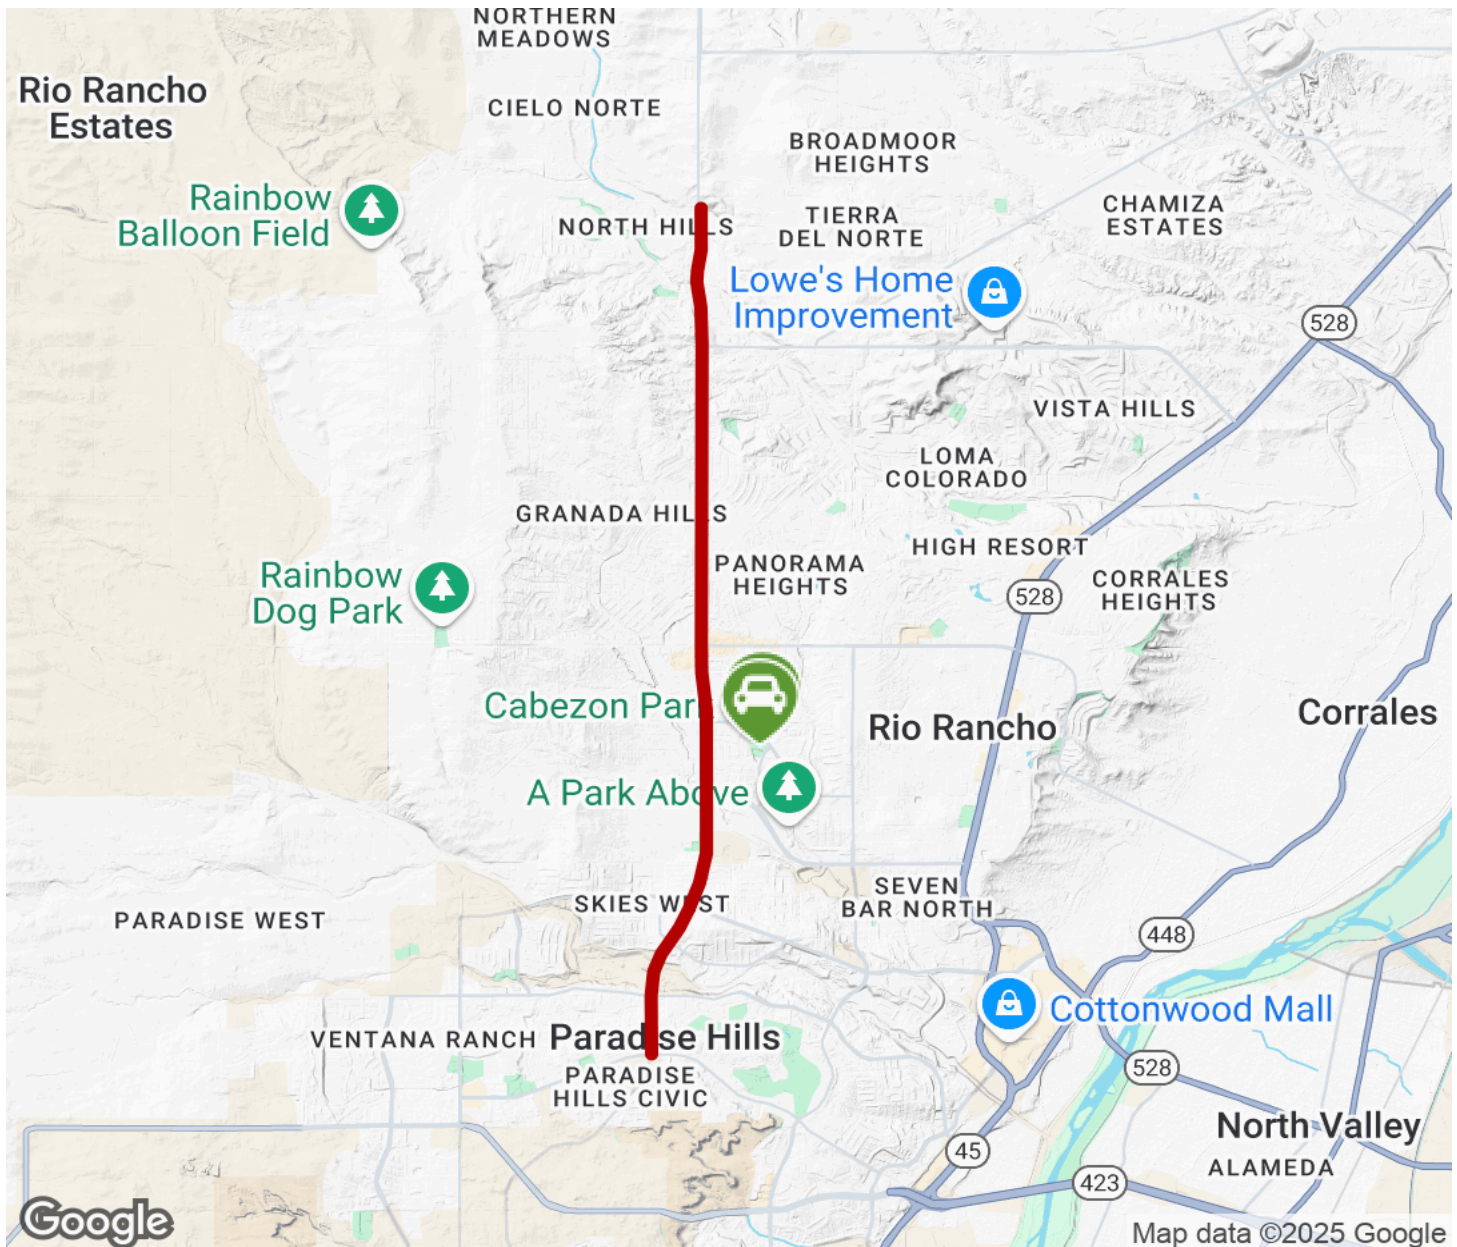 NORTHERN
MEADOWS
Rio Rancho
Estates
CIELO NORTE
BROADMOOR
HEIGHTS
Rainbow
Balloon Field
NORTH HILLS
TIERRA
DEL NORTE
CHAMIZA
ESTATES
Lowe's Home
Improvement
528
VISTA HILLS
LOMA
COLORADO
GRANADA HILLS
HIGH RESORT
PANORAMA
HEIGHTS
Rainbow
Dog Park
528
CORRALES
HEIGHTS
Cabezon Park
Rio Rancho
Corrales
A Park Above
SKIES WEST
SEVEN
BAR NORTH
PARADISE WEST
448
Cottonwood Mall
VENTANA RANCH
Paradise Hills
PARADISE
HILLS CIVIC
528
North Valley
45
ALAMEDA
423
Google
Map data ©2025 Google